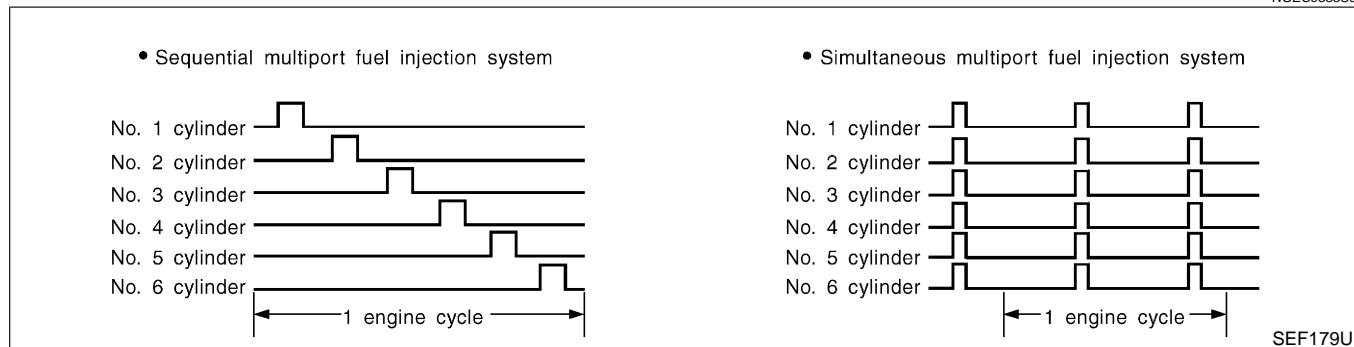 • Sequential multiport fuel injection system
No. 1 cylinder
No. 2 cylinder
No. 3 cylinder
No. 4 cylinder
No. 5 cylinder
No. 6 cylinder
1 engine cycle
• Simultaneous multiport fuel injection system
No. 1 cylinder
No. 2 cylinder
No. 3 cylinder
No. 4 cylinder
No. 5 cylinder
No. 6 cylinder
1 engine cycle
SEF179U